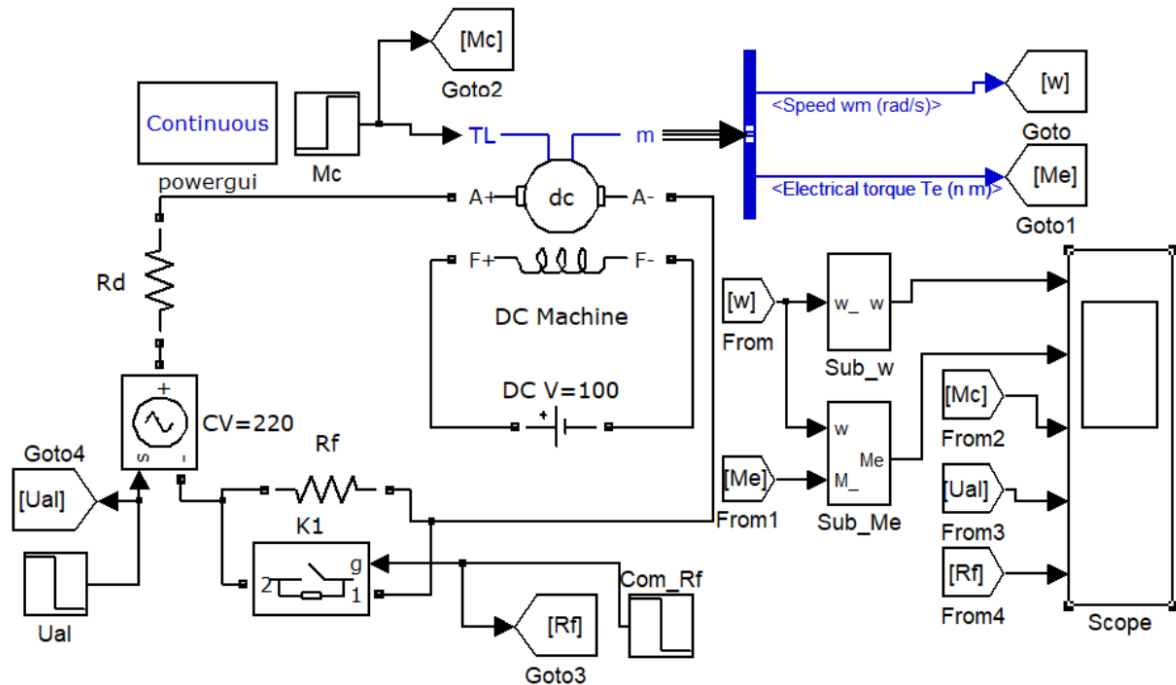 [Mc]
Goto2
Continuous
powergui
Mc
TL
m
<Speed wm (rad/s)>
[w]
Goto
A+
dc
A-
<Electrical torque Te (n m)>
[Me]
Goto1
Rd
F+
F-
DC Machine
[w]
From
w_ w
Sub_w
DC V=100
+
+
s
-
CV=220
Rf
Goto4
[Ual]
[Me]
From1
w
Me
M_
Sub_Me
[Mc]
From2
[Ual]
From3
K1
2
g
1
Com_Rf
[Rf]
From4
Scope
Ual
[Rf]
Goto3